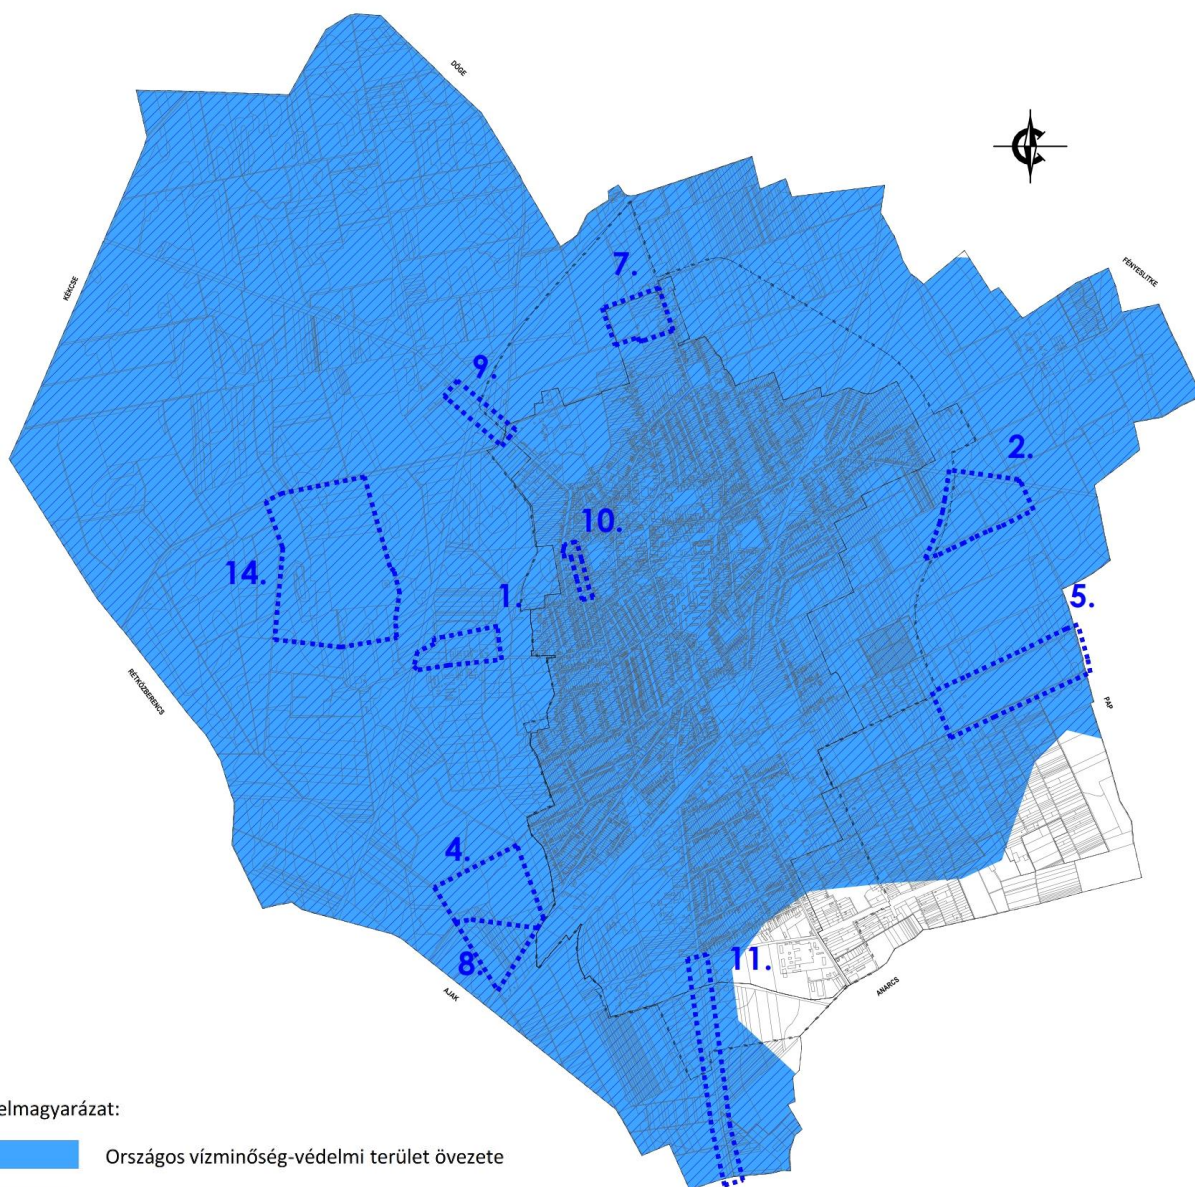 DÖGE
FÉNYESLITKE
KÉKCSE
7.
9.
2.
10.
14.
1.
5.
RÉTKÖZBERENCS
PAP
4.
8.
11.
AJAK
ANARCS
elmagyarázat:
Országos vízminőség-védelmi terület övezete